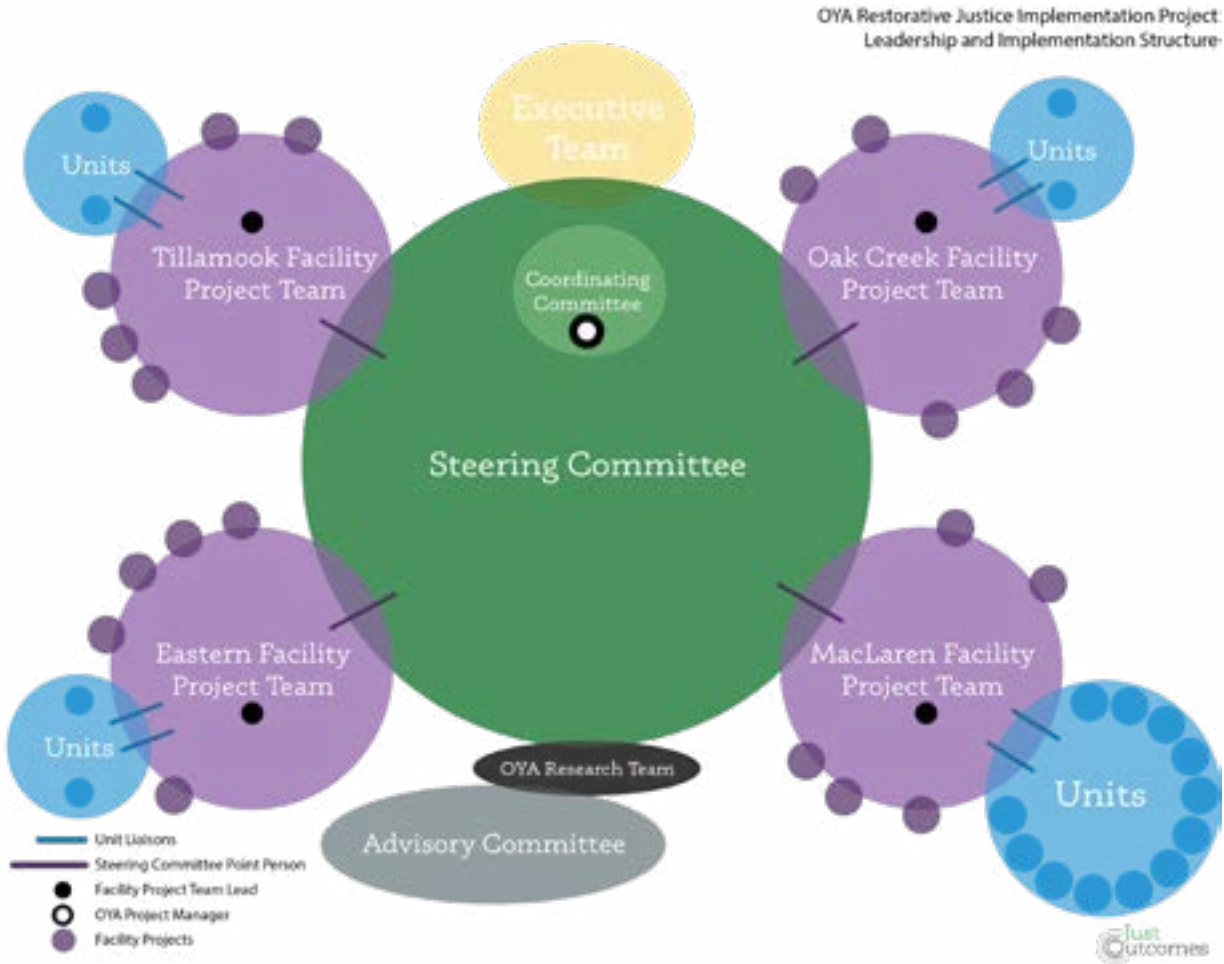 OYA Restorative Justice Implementation Project:
Leadership and Implementation Structure-
Executive
Team
Units
Units
Tillamook Facility
Project Team
Coordinating
Committee
Oak Creek Facility
Project Team
Steering Committee
Eastern Facility
Project Team
MacLaren Facility
Project Team
Units
Units
OYA Research Team
Advisory Committee
Unit Liaisons
Steering Committee Point Person
Facility Project Team Lead
OYA Project Manager
Facility Projects
Just
Outcomes